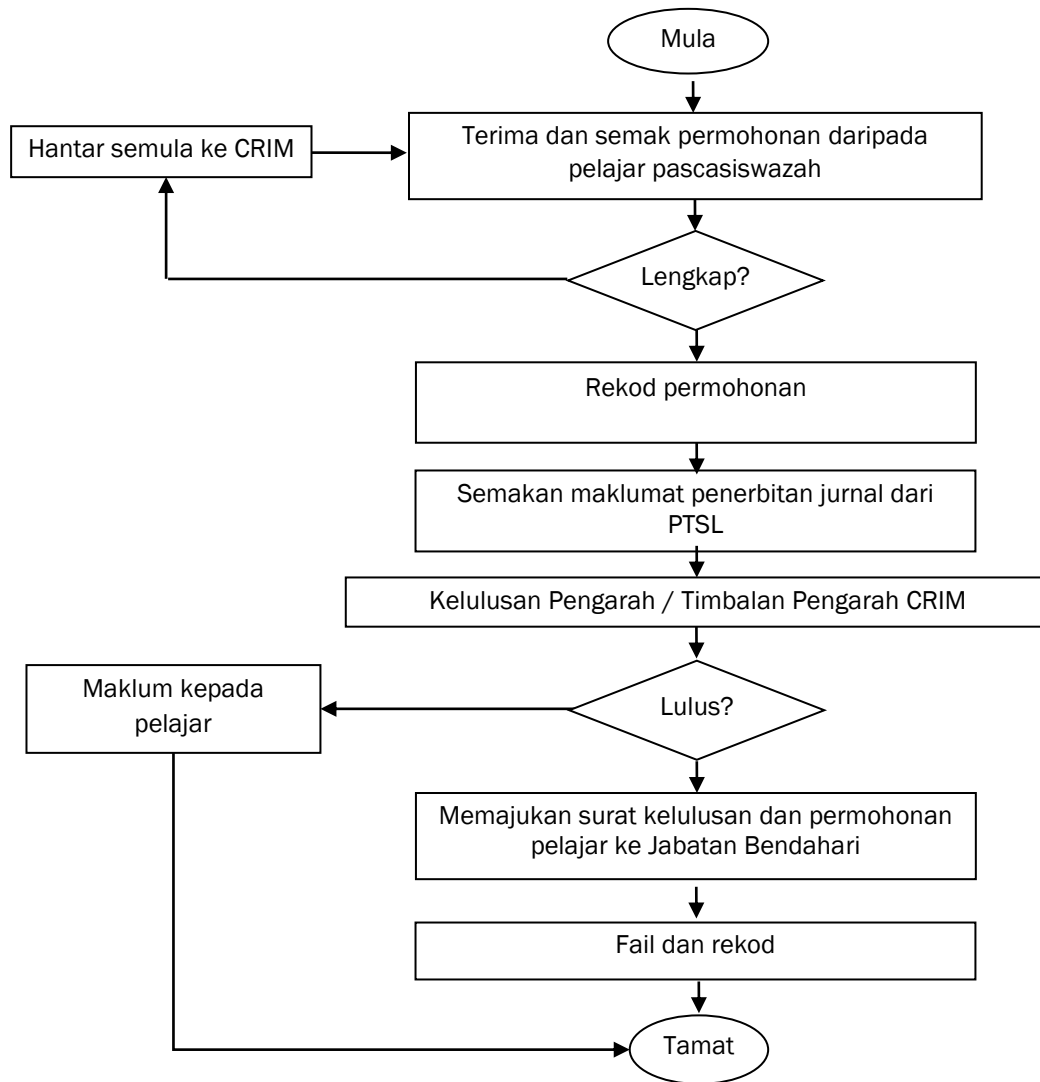 Mula
Terima dan semak permohonan daripada
pelajar pascasiswazah
Hantar semula ke CRIM
Lengkap?
Rekod permohonan
Semakan maklumat penerbitan jurnal dari
PTSL
Kelulusan Pengarah / Timbalan Pengarah CRIM
Lulus?
Maklum kepada
pelajar
Memajukan surat kelulusan dan permohonan
pelajar ke Jabatan Bendahari
Fail dan rekod
Tamat